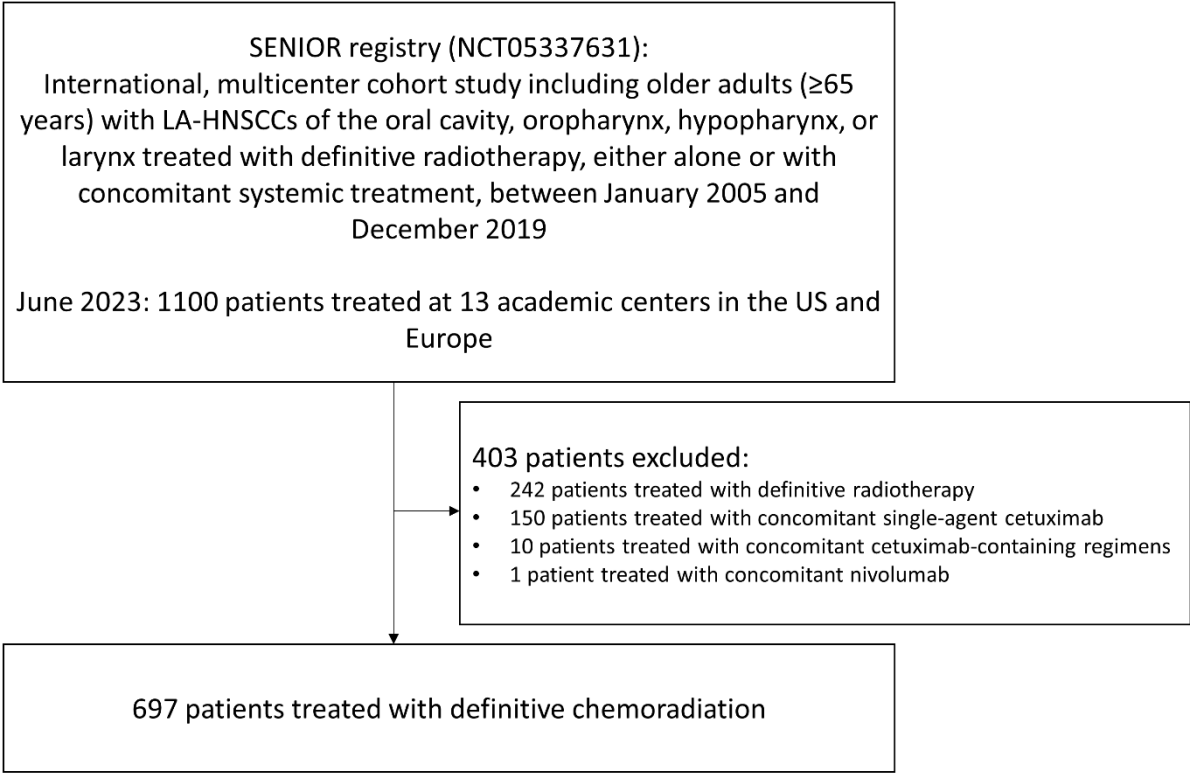 SENIOR registry (NCT05337631):
International, multicenter cohort study including older adults (≥65
years) with LA-HNSCCs of the oral cavity, oropharynx, hypopharynx, or
larynx treated with definitive radiotherapy, either alone or with
concomitant systemic treatment, between January 2005 and
December 2019
June 2023: 1100 patients treated at 13 academic centers in the US and
Europe
403 patients excluded:
• 242 patients treated with definitive radiotherapy
• 150 patients treated with concomitant single-agent cetuximab
• 10 patients treated with concomitant cetuximab-containing regimens
• 1 patient treated with concomitant nivolumab
697 patients treated with definitive chemoradiation